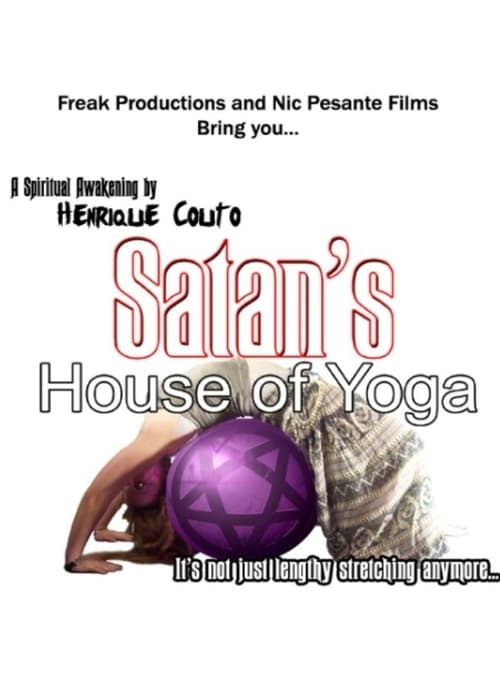 Freak Productions and Nic Pesante Films
Bring you...
A Spiritual Awakening by
HENRIQUE COUTO
Satan's
House of Yoga
It's not just lengthy stretching anymore...